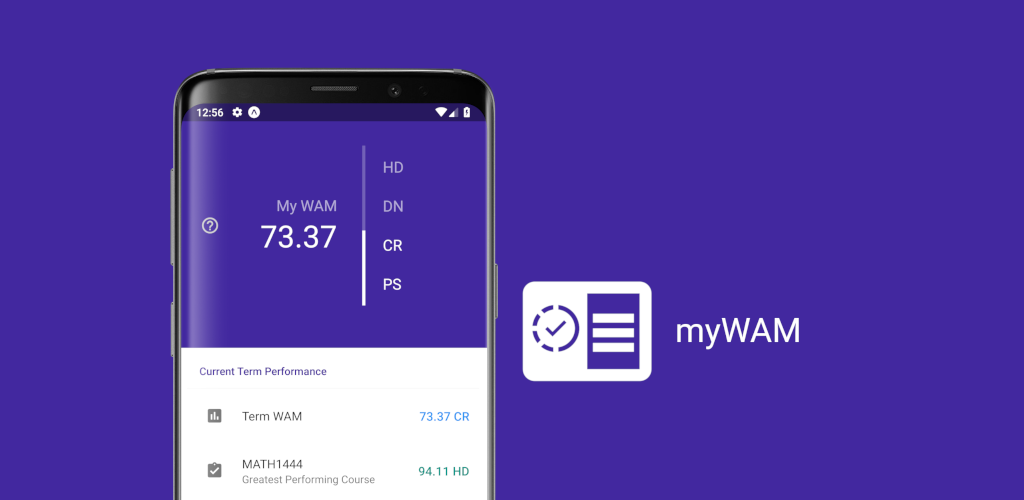 12:56
My WAM
73.37
HD
DN
CR
PS
Current Term Performance
Term WAM
73.37 CR
MATH1444
Greatest Performing Course
94.11 HD
myWAM